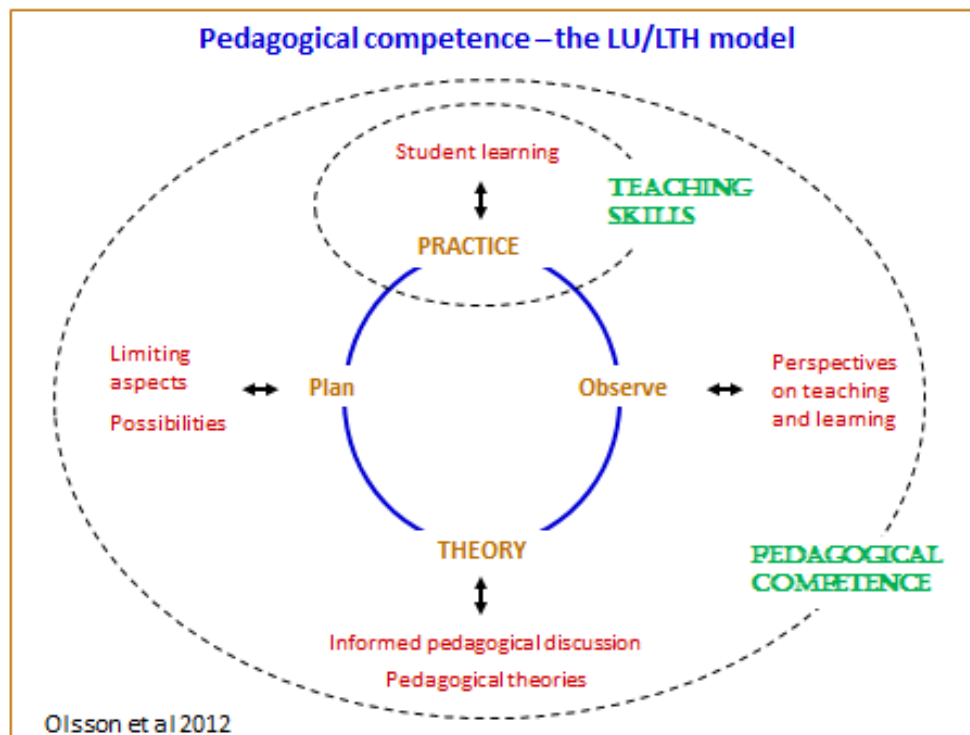 Pedagogical competence – the LU/LTH model
Student learning
TEACHING
SKILLS
PRACTICE
Limiting
aspects
Possibilities
Plan
Observe
Perspectives
on teaching
and learning
THEORY
PEDAGOGICAL
COMPETENCE
Informed pedagogical discussion
Pedagogical theories
Olsson et al 2012